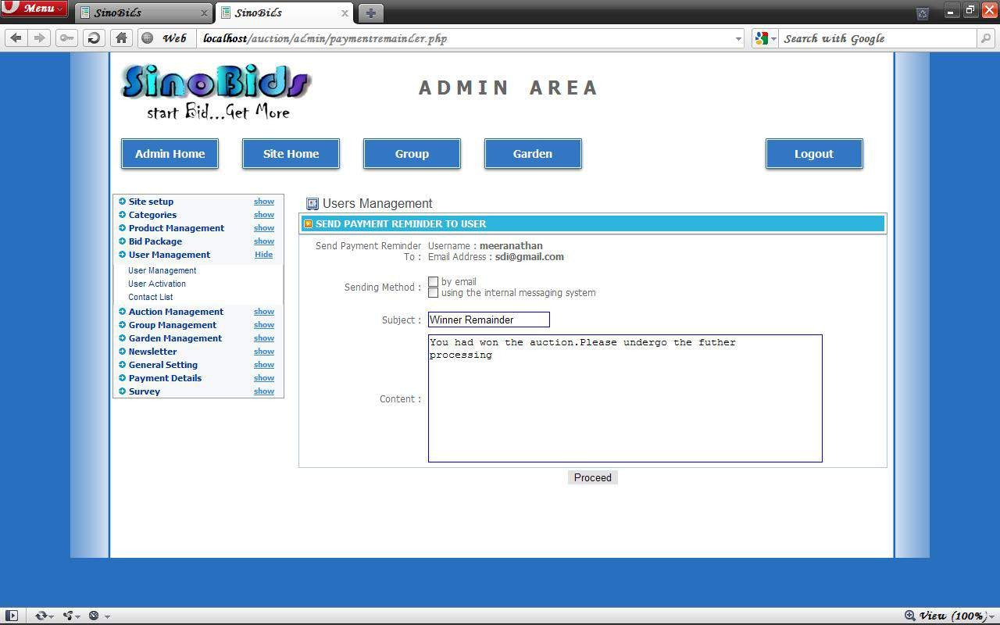 Menu
SinoBids
SinoBids
Web
localhost/auction/admin/paymentremainder.php
Search with Google
SinoBids
start Bid...Get More
ADMIN AREA
Admin Home
Site Home
Group
Garden
Logout
Site setup show
Categories show
Product Management show
Bid Package show
User Management Hide
User Management
User Activation
Contact List
Auction Management show
Group Management show
Garden Management show
Newsletter show
General Setting show
Payment Details show
Survey show
Users Management
SEND PAYMENT REMINDER TO USER
Send Payment Reminder
To :
Username : meeranathan
Email Address : sdi@gmail.com
Sending Method :
by email
using the internal messaging system
Subject :
Winner Remainder
Content :
You had won the auction.Please undergo the futher
processing
Proceed
View (100%)